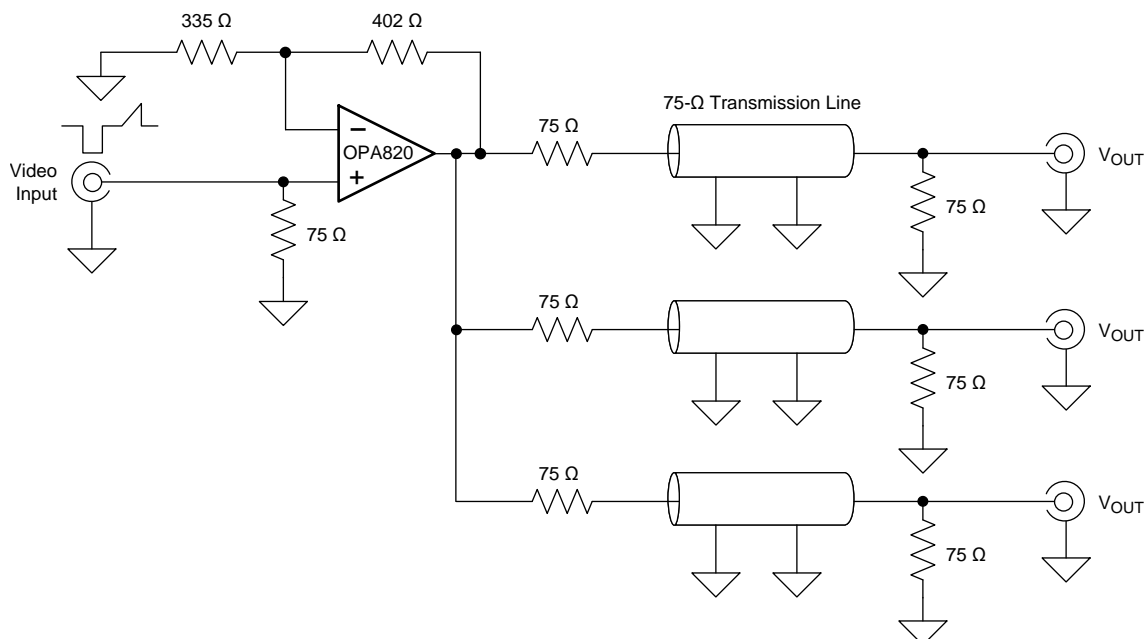 335 Ω
402 Ω
75-Ω Transmission Line
75 Ω
OPA820
Video
Input
VOUT
75 Ω
75 Ω
75 Ω
VOUT
75 Ω
75 Ω
VOUT
75 Ω